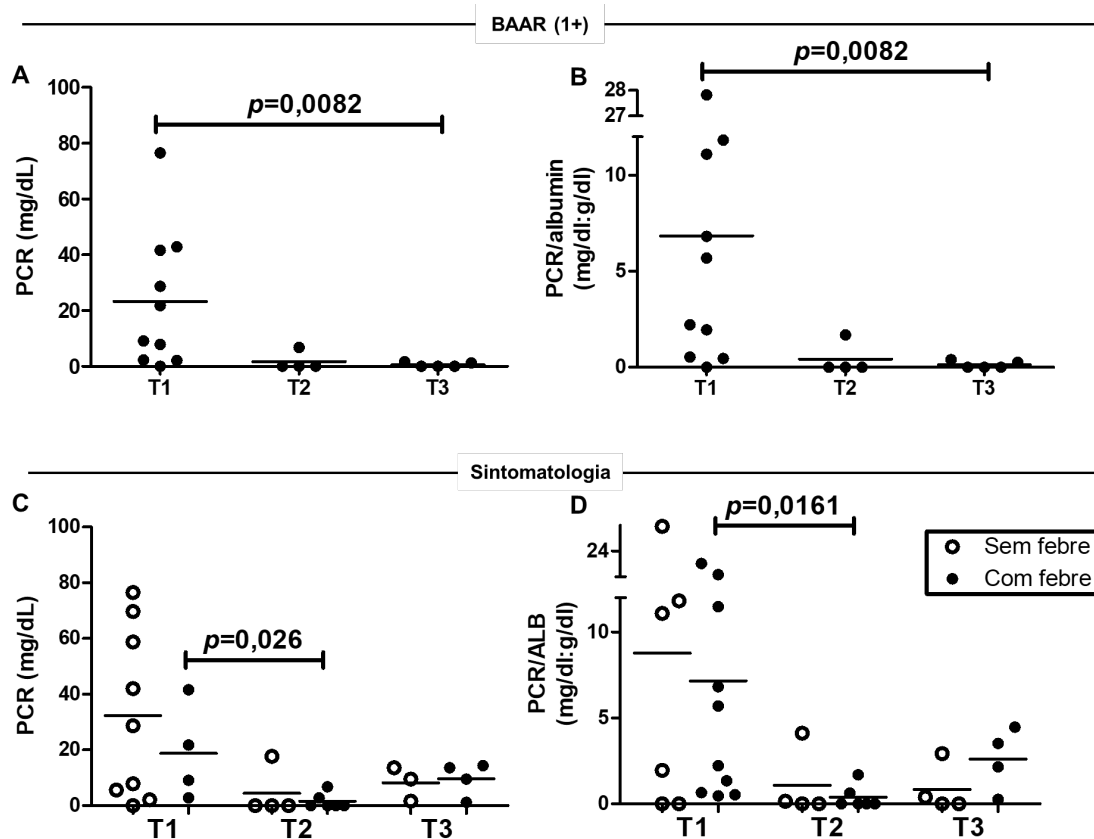 BAAR (1+)
A
p=0,0082
PCR (mg/dL)
100
80
60
40
20
0
T1
T2
T3
B
p=0,0082
PCR/albumin
(mg/dl:g/dl)
28
27
10
5
0
T1
T2
T3
Sintomatologia
C
p=0,026
PCR (mg/dL)
100
80
60
40
20
0
T1
T2
T3
D
p=0,0161
PCR/ALB
(mg/dl:g/dl)
24
10
5
0
T1
T2
T3
Sem febre
Com febre